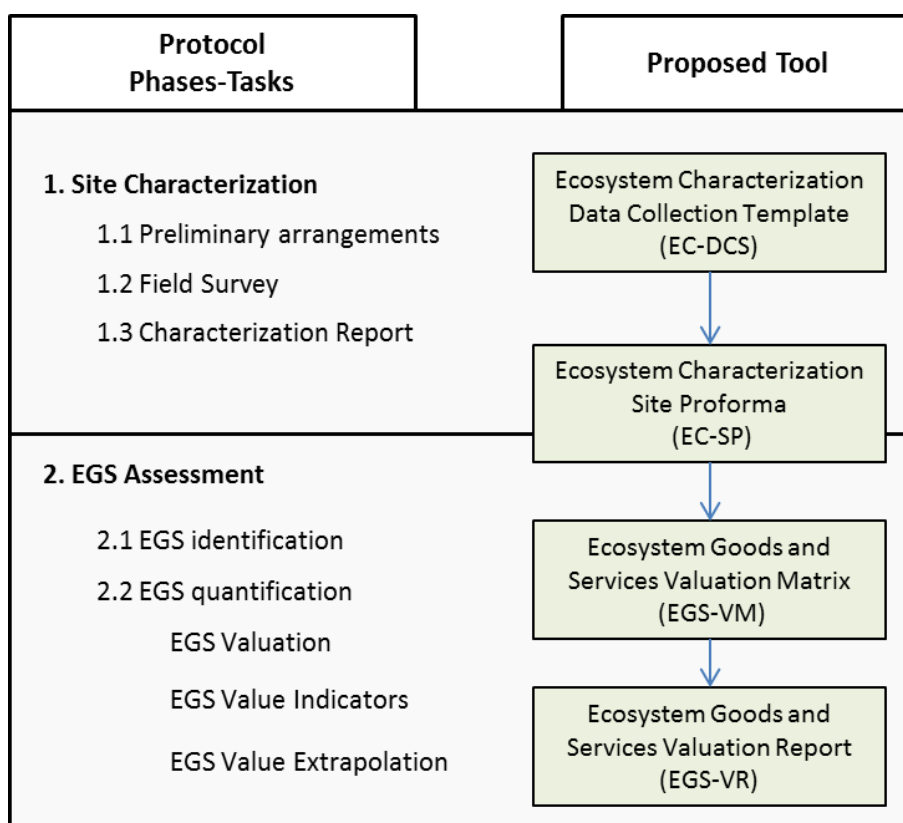 Protocol
Phases-Tasks
Proposed Tool
1. Site Characterization
1.1 Preliminary arrangements
1.2 Field Survey
1.3 Characterization Report
Ecosystem Characterization
Data Collection Template
(EC-DCS)
Ecosystem Characterization
Site Proforma
(EC-SP)
2. EGS Assessment
2.1 EGS identification
2.2 EGS quantification
EGS Valuation
EGS Value Indicators
EGS Value Extrapolation
Ecosystem Goods and
Services Valuation Matrix
(EGS-VM)
Ecosystem Goods and
Services Valuation Report
(EGS-VR)